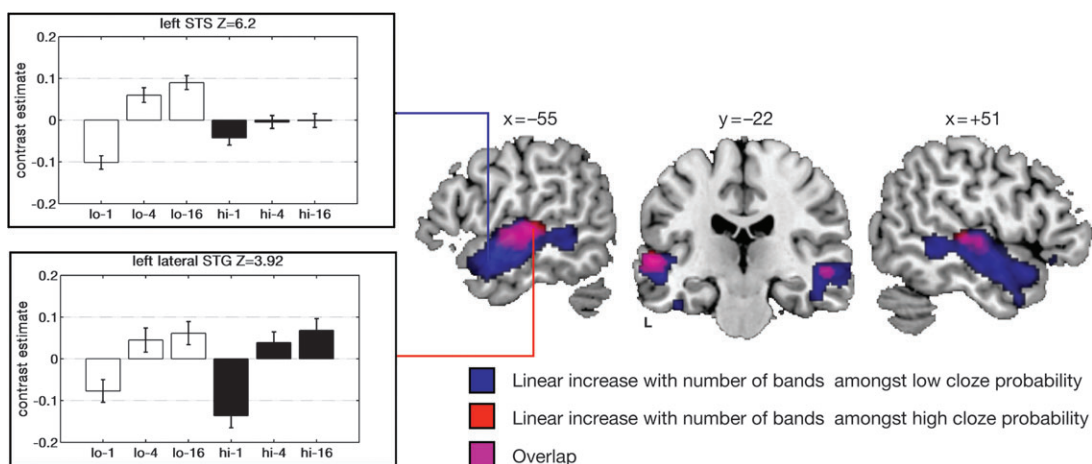 left STS Z=6.2
contrast estimate
0.2
0.1
0
-0.1
-0.2
lo-1 lo-4 lo-16 hi-1 hi-4 hi-16
left lateral STG Z=3.92
contrast estimate
0.2
0.1
0
-0.1
-0.2
lo-1 lo-4 lo-16 hi-1 hi-4 hi-16
x=−55 y=−22 x=+51
L
Linear increase with number of bands amongst low cloze probability
Linear increase with number of bands amongst high cloze probability
Overlap